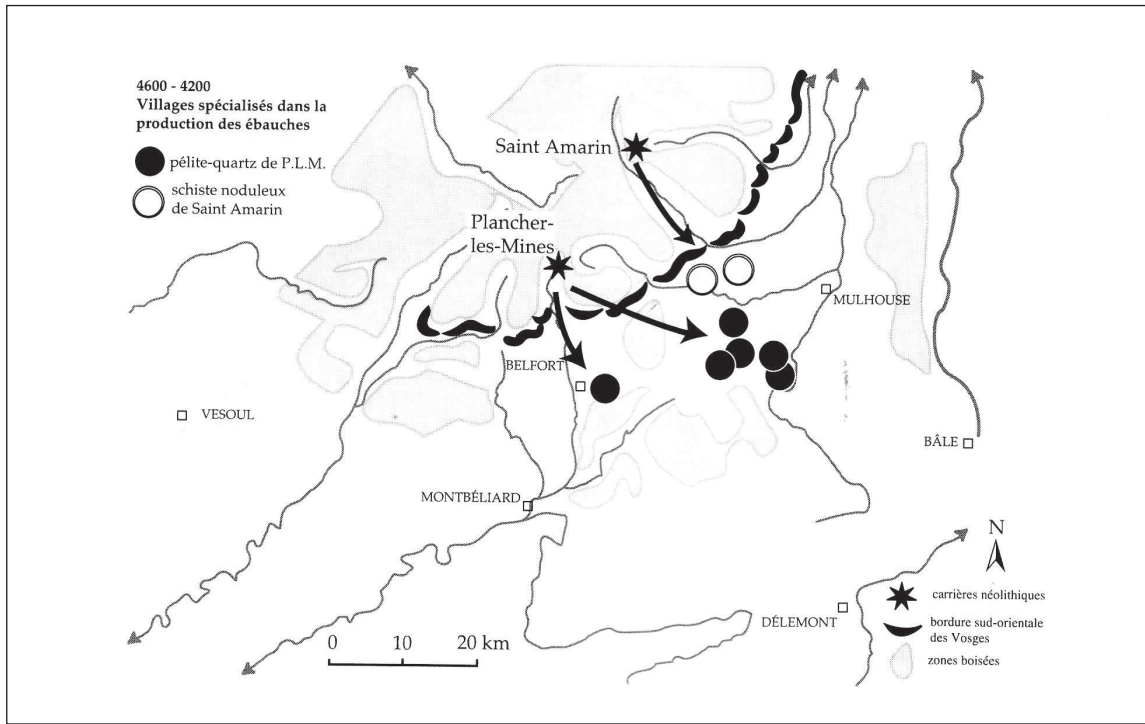 4600 - 4200
Villages spécialisés dans la
production des ébauches
pélite-quartz de P.L.M.
schiste noduleux
de Saint Amarin
Saint Amarin
Plancher-
les-Mines
MULHOUSE
BELFORT
VESOUL
BÂLE
MONTBÉLIARD
N
carrières néolithiques
DÉLEMONT
bordure sud-orientale
des Vosges
zones boisées
0 10 20 km